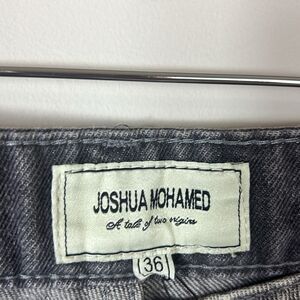 JOSHUA MOHAMED
A tale of two origins
36